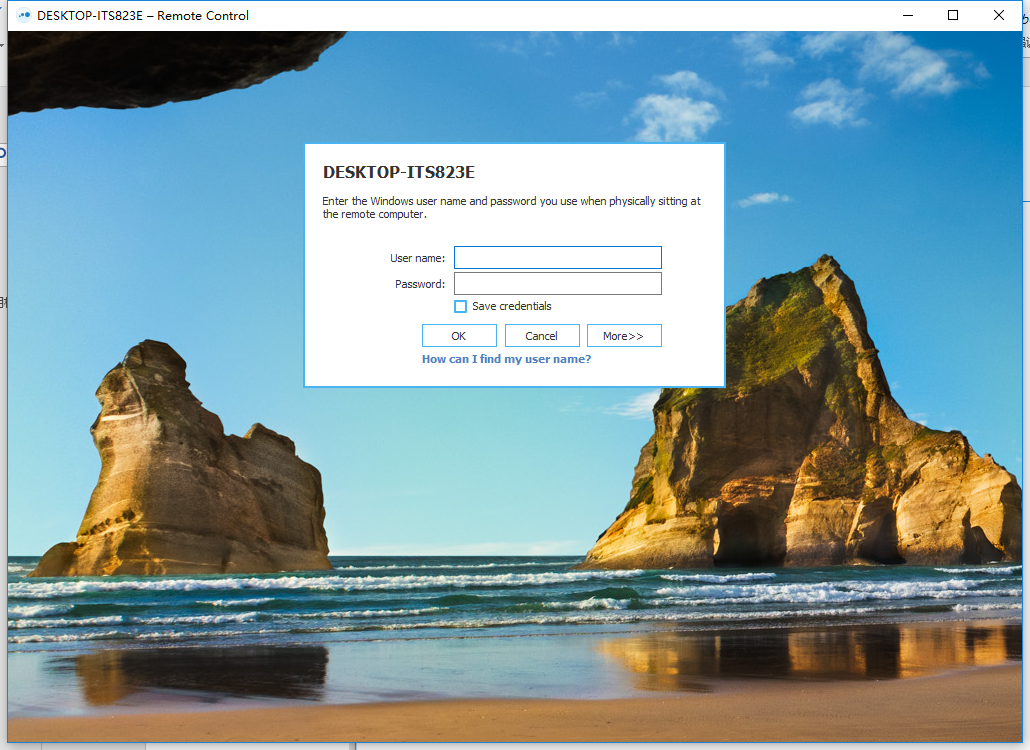 DESKTOP-ITS823E – Remote Control
DESKTOP-ITS823E
Enter the Windows user name and password you use when physically sitting at
the remote computer.
User name:
Password:
Save credentials
OK Cancel More>>
How can I find my user name?